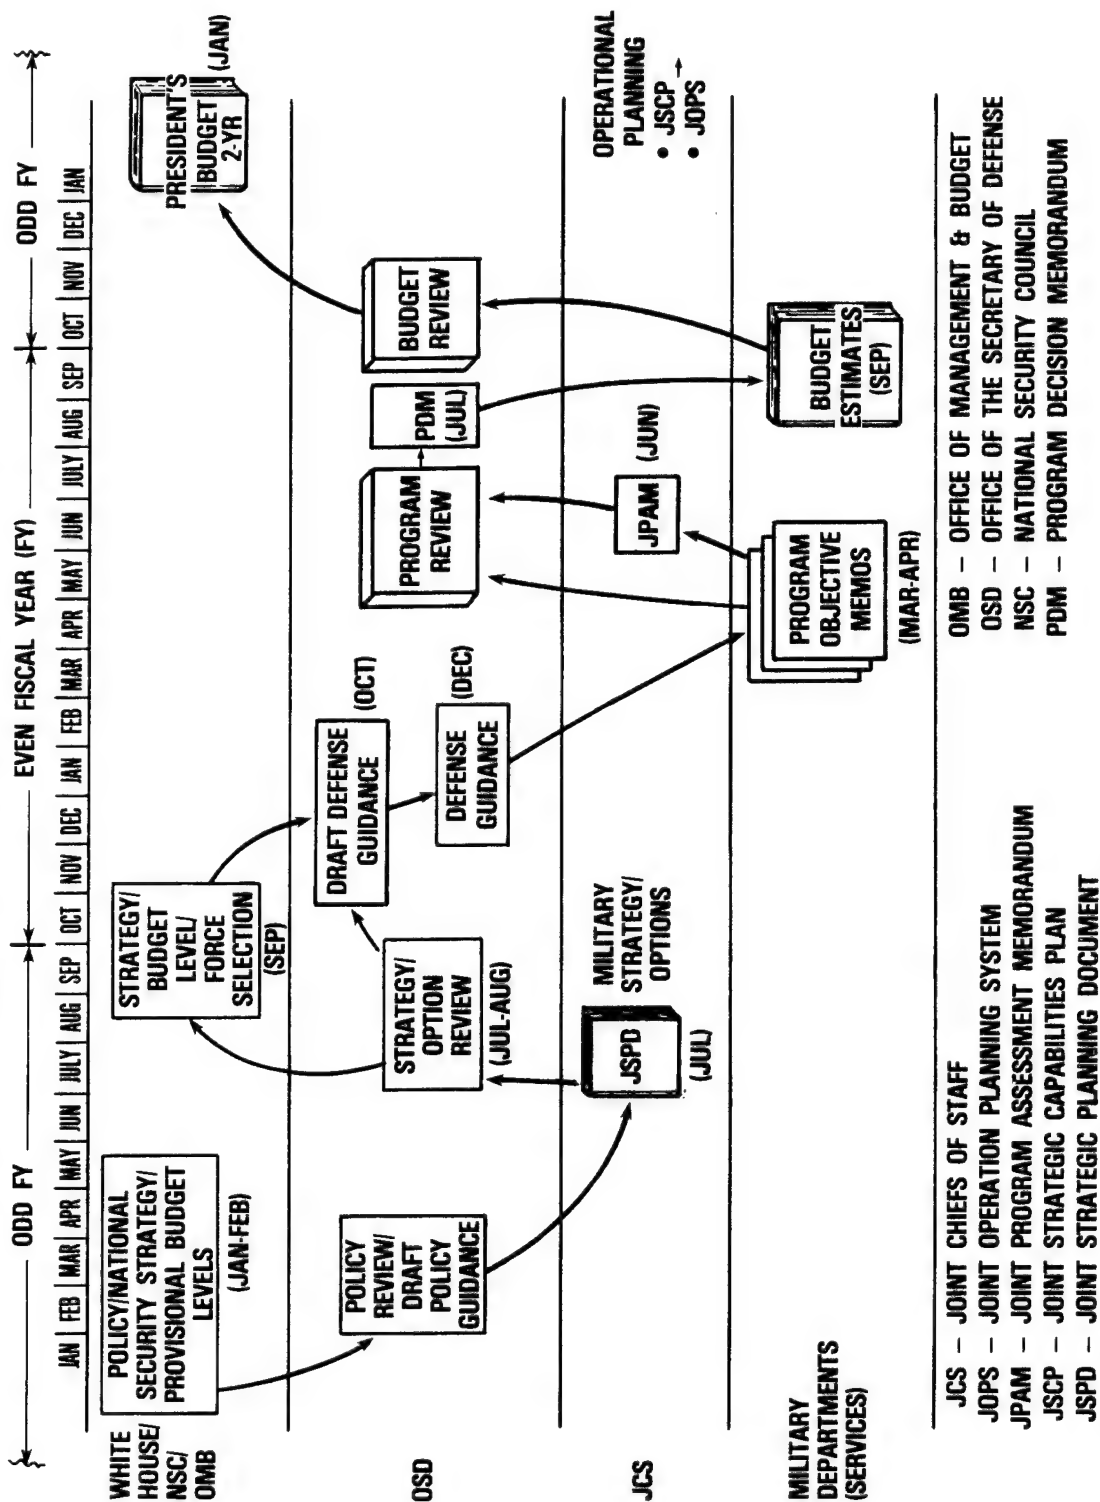 ODD FY
EVEN FISCAL YEAR (FY)
ODD FY
JAN | FEB | MAR | APR | MAY | JUN | JULY | AUG | SEP | OCT | NOV | DEC | JAN | FEB | MAR | APR | MAY | JUN | JULY | AUG | SEP | OCT | NOV | DEC | JAN
WHITE
HOUSE/
NSC/
OMB
POLICY/NATIONAL
SECURITY STRATEGY/
PROVISIONAL BUDGET
LEVELS
(JAN-FEB)
STRATEGY/
BUDGET
LEVEL/
FORCE
SELECTION
(SEP)
PRESIDENT'S
BUDGET
2-YR
(JAN)
OSD
POLICY
REVIEW/
DRAFT
POLICY
GUIDANCE
STRATEGY/
OPTION
REVIEW
(JUL-AUG)
DRAFT DEFENSE
GUIDANCE
(OCT)
DEFENSE
GUIDANCE
(DEC)
PROGRAM
REVIEW
PDM
(JUL)
BUDGET
REVIEW
JCS
JSPD
(JUL)
MILITARY
STRATEGY/
OPTIONS
JPAM
(JUN)
OPERATIONAL
PLANNING
• JSCP
• JOPS
MILITARY
DEPARTMENTS
(SERVICES)
PROGRAM
OBJECTIVE
MEMOS
(MAR-APR)
BUDGET
ESTIMATES
(SEP)
JCS – JOINT CHIEFS OF STAFF
JOPS – JOINT OPERATION PLANNING SYSTEM
JPAM – JOINT PROGRAM ASSESSMENT MEMORANDUM
JSCP – JOINT STRATEGIC CAPABILITIES PLAN
JSPD – JOINT STRATEGIC PLANNING DOCUMENT
OMB – OFFICE OF MANAGEMENT & BUDGET
OSD – OFFICE OF THE SECRETARY OF DEFENSE
NSC – NATIONAL SECURITY COUNCIL
PDM – PROGRAM DECISION MEMORANDUM